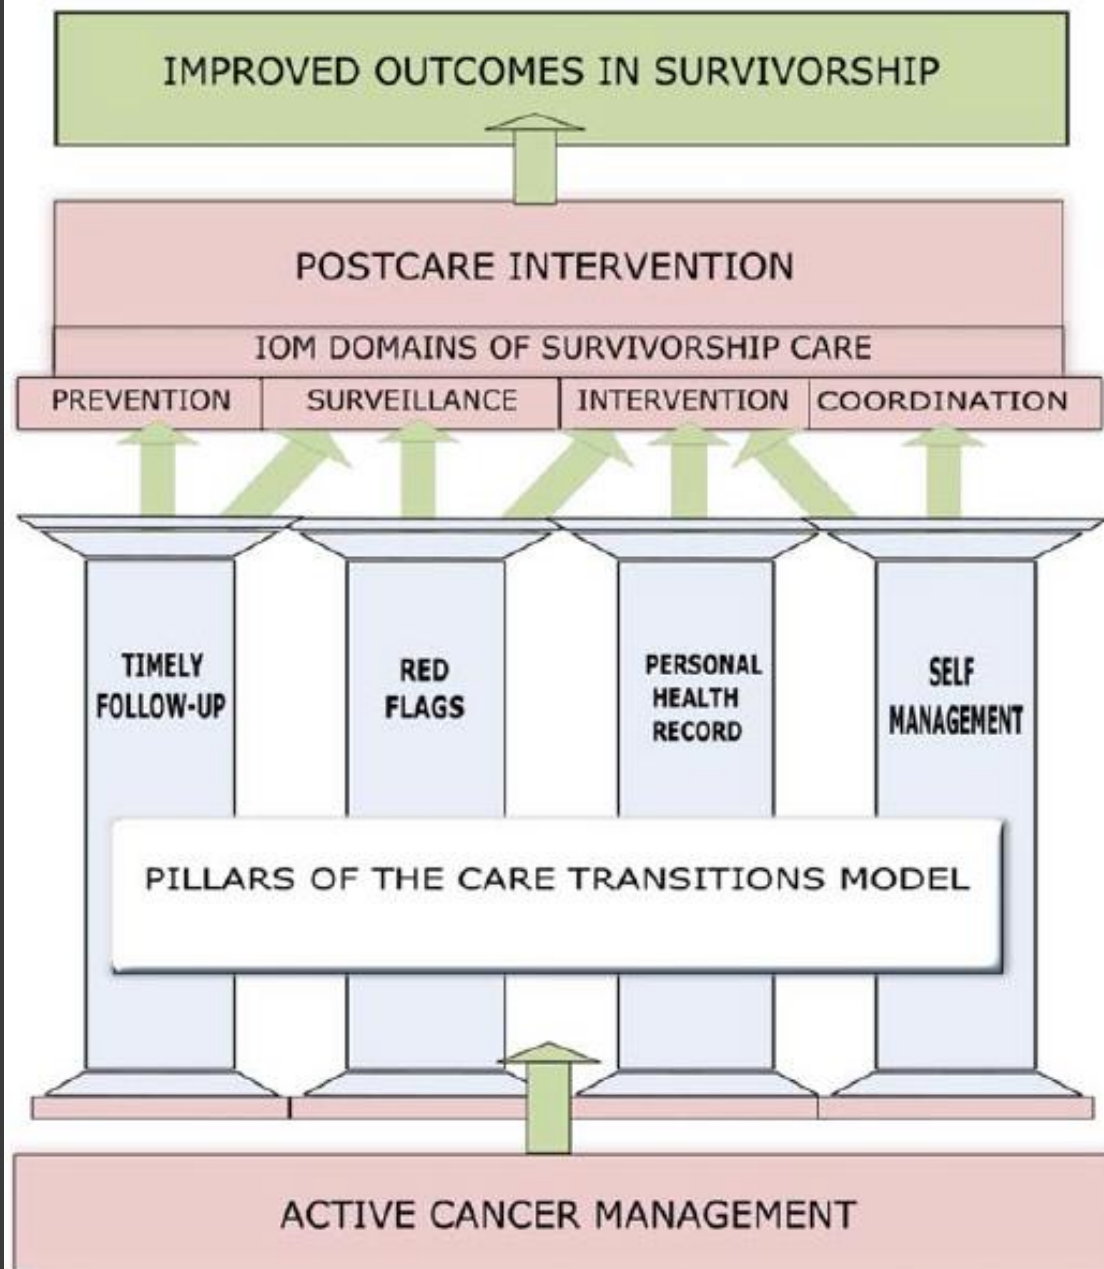 IMPROVED OUTCOMES IN SURVIVORSHIP
POSTCARE INTERVENTION
IOM DOMAINS OF SURVIVORSHIP CARE
PREVENTION
SURVEILLANCE
INTERVENTION
COORDINATION
TIMELY
FOLLOW-UP
RED
FLAGS
PERSONAL
HEALTH
RECORD
SELF
MANAGEMENT
PILLARS OF THE CARE TRANSITIONS MODEL
ACTIVE CANCER MANAGEMENT